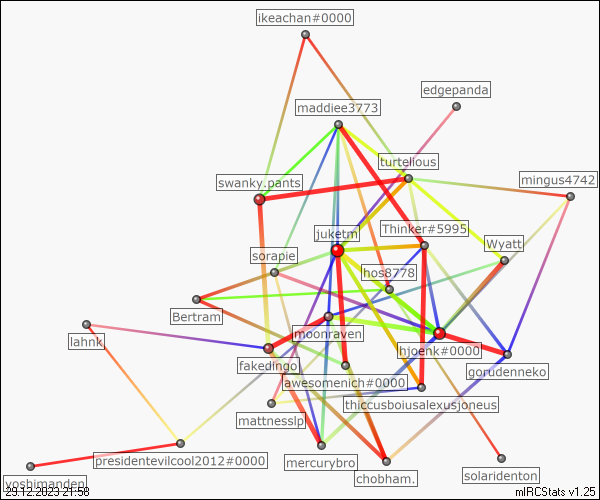 ikeachan#0000
edgepanda
maddiee3773
turtellous
mingus4742
swanky.pants
juketm
Thinker#5995
Wyatt
sorapie
hos8778
Bertram
moonraven
lahnk
hjoenk#0000
fakedingo
gorudenneko
awesomenich#0000
thiccusboiusalexusjoneus
mattnesslp
presidentevilcool2012#0000
mercurybro
chobham.
solaridenton
yoshimanden
29.12.2023 21:58
mIRCStats v1.25